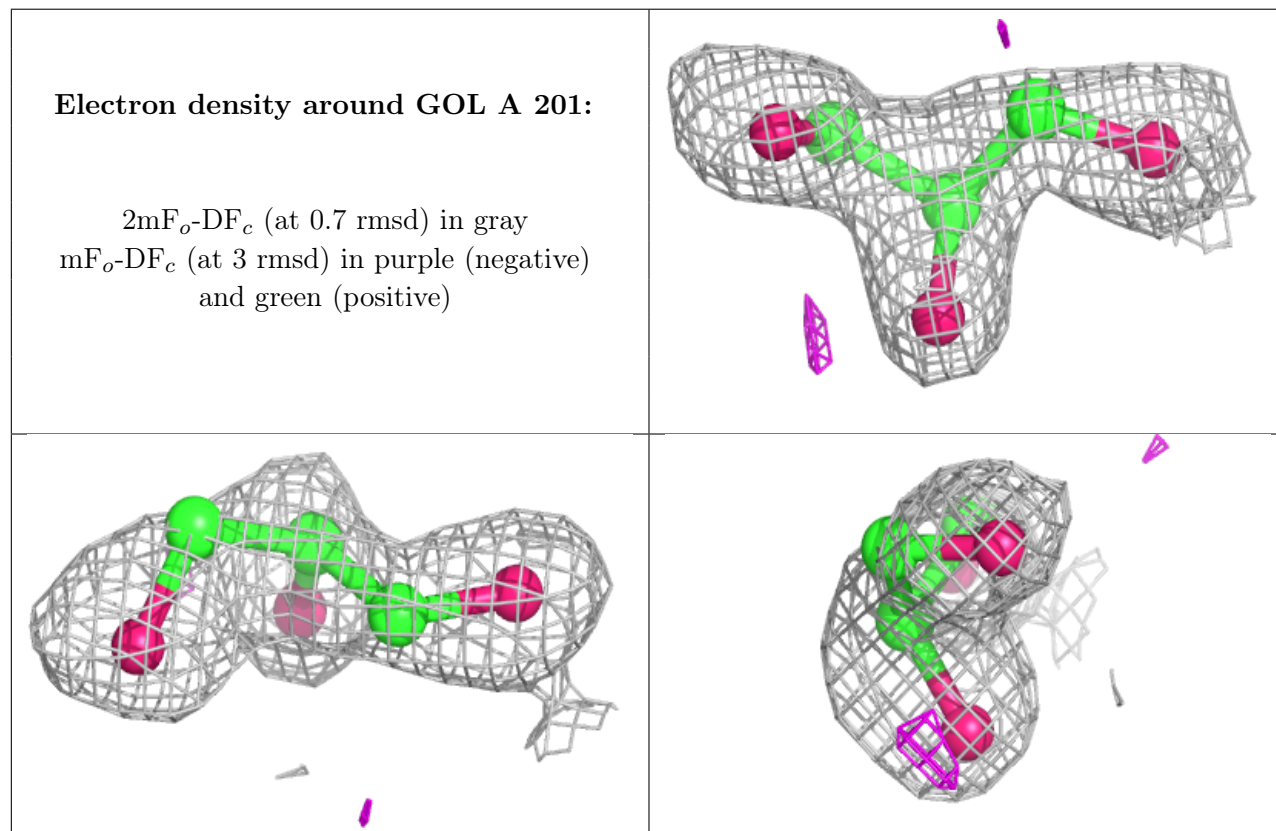 Electron density around GOL A 201:
2mFo-DFc (at 0.7 rmsd) in gray
mFo-DFc (at 3 rmsd) in purple (negative)
and green (positive)